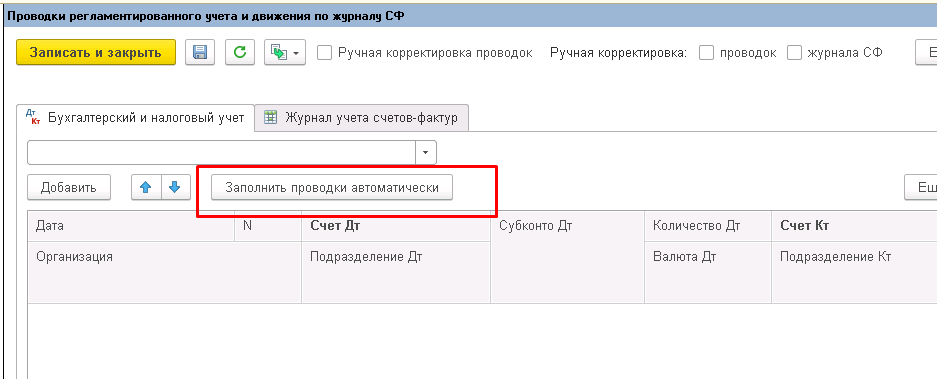 Проводки регламентированного учета и движения по журналу СФ
Записать и закрыть Ручная корректировка проводок Ручная корректировка: проводок журнала СФ Е
Дт Кт Бухгалтерский и налоговый учет Журнал учета счетов-фактур
Добавить Заполнить проводки автоматически Ещ
Дата N Счет Дт Субконто Дт Количество Дт Счет Кт
Организация Подразделение Дт Валюта Дт Подразделение Кт